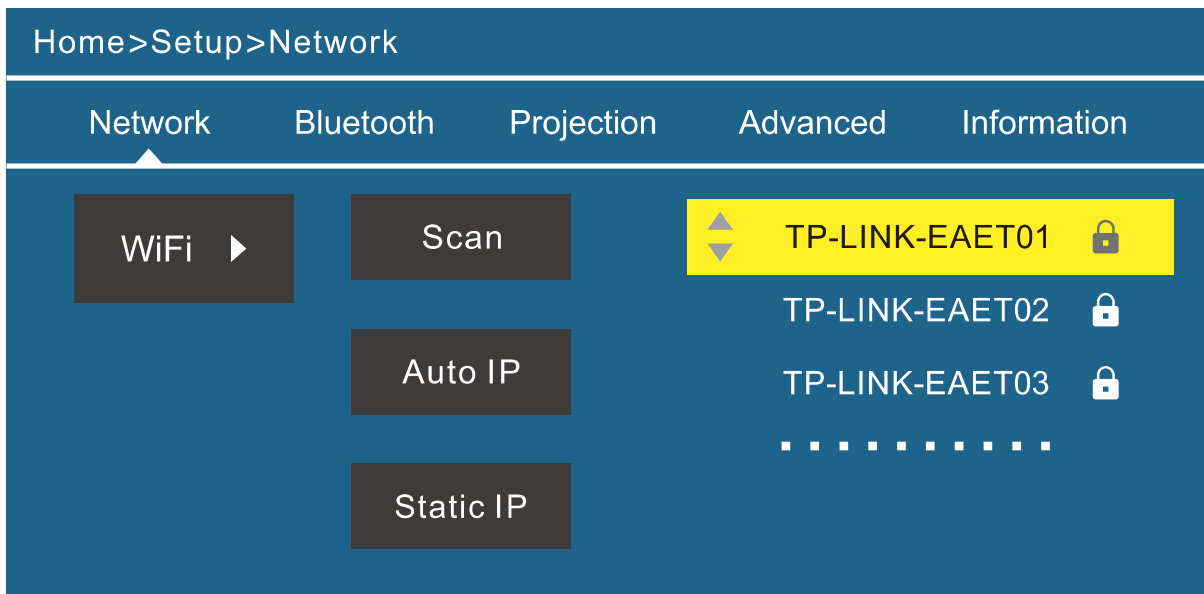 Home>Setup>Network
Network Bluetooth Projection Advanced Information
WiFi
Scan
Auto IP
Static IP
TP-LINK-EAET01
TP-LINK-EAET02
TP-LINK-EAET03